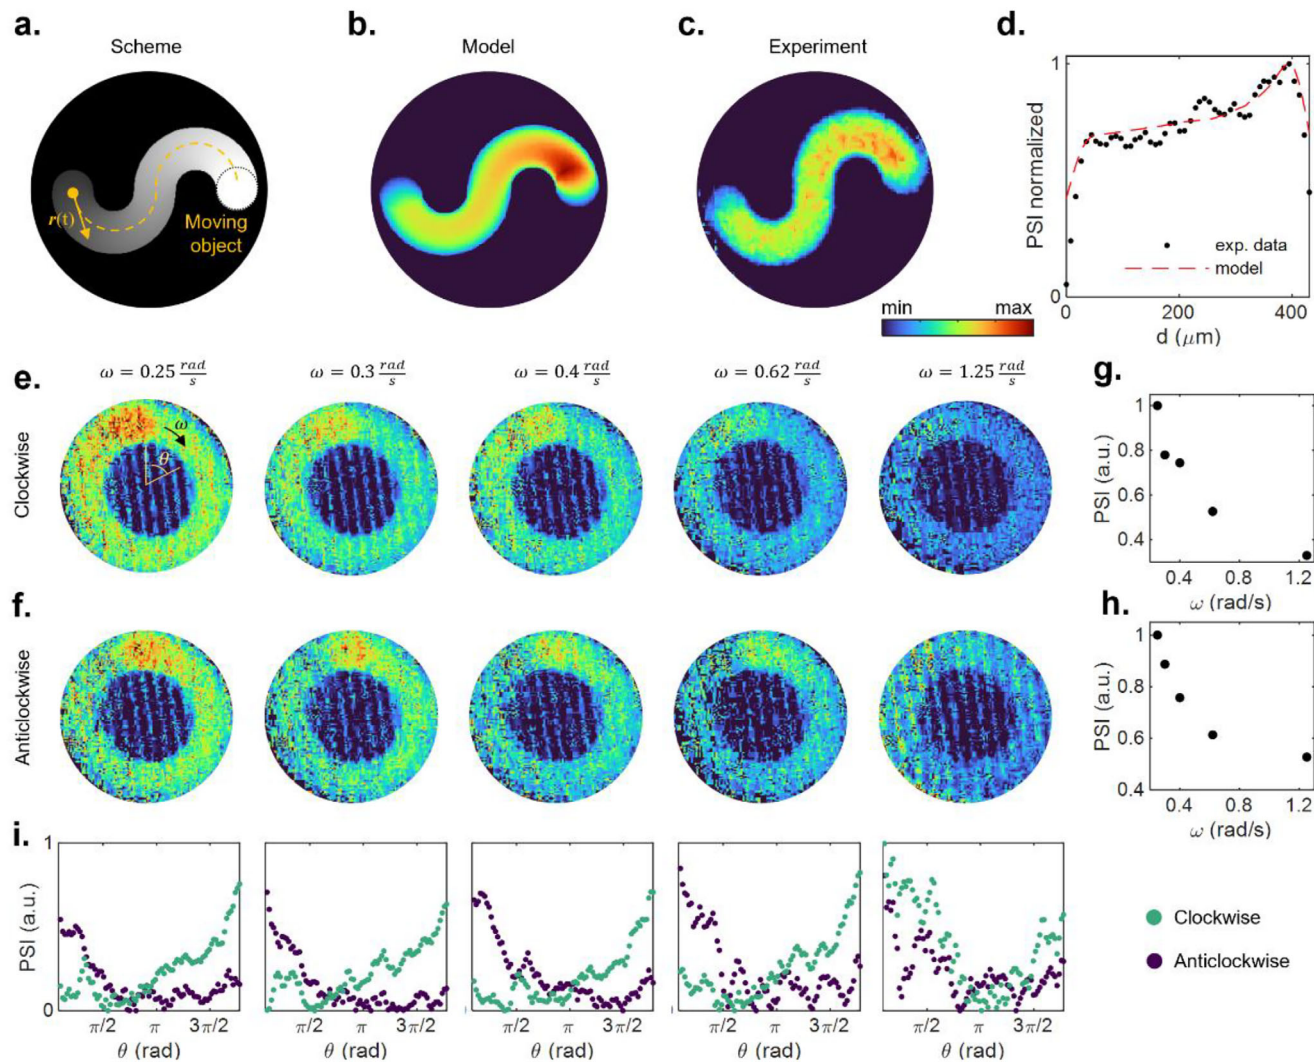 a.
Scheme
r(t)
Moving
object
b.
Model
c.
Experiment
min max
d.
PSI normalized
1
0
0 200 400
d (μm)
exp. data
model
e.
Clockwise
ω = 0.25 rad/s
ω = 0.3 rad/s
ω = 0.4 rad/s
ω = 0.62 rad/s
ω = 1.25 rad/s
ω
θ
g.
PSI (a.u.)
1
0.8
0.6
0.4
0.4 0.8 1.2
ω (rad/s)
f.
Anticlockwise
h.
PSI (a.u.)
1
0.8
0.6
0.4
0.4 0.8 1.2
ω (rad/s)
i.
PSI (a.u.)
1
0
π/2 π 3π/2
θ (rad)
π/2 π 3π/2
θ (rad)
π/2 π 3π/2
θ (rad)
π/2 π 3π/2
θ (rad)
π/2 π 3π/2
θ (rad)
Clockwise
Anticlockwise